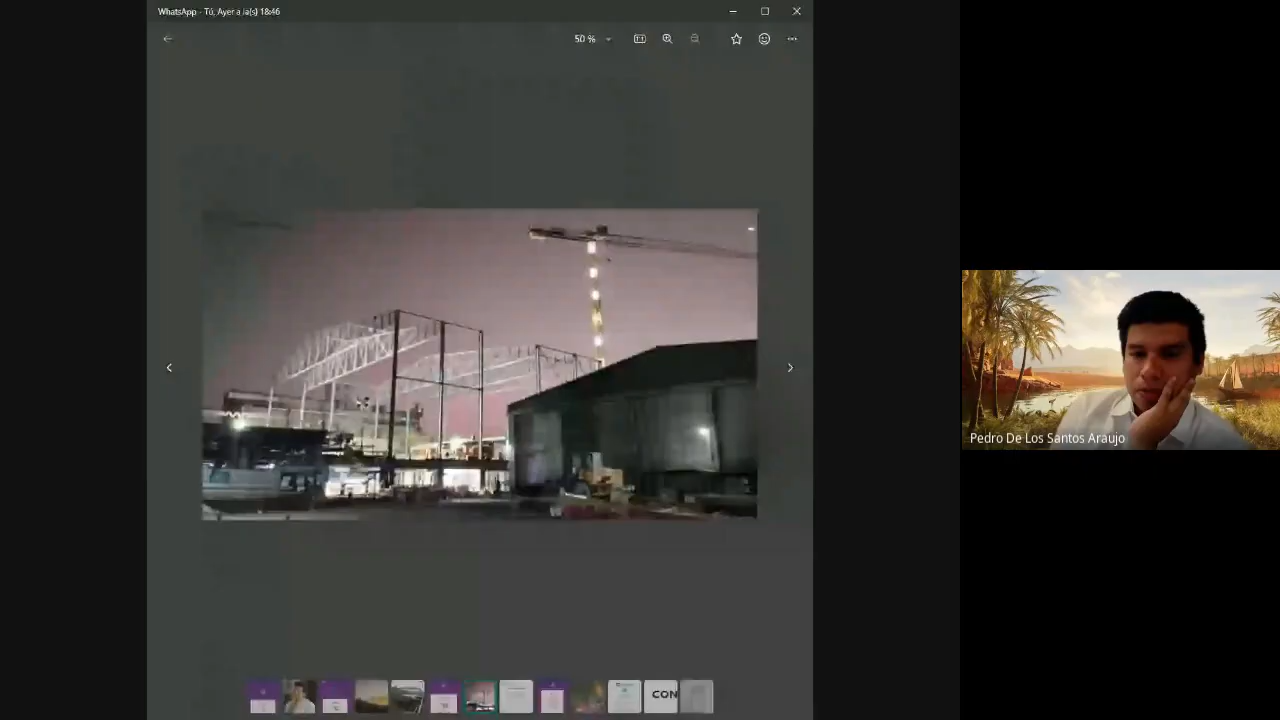 WhatsApp - Tú, Ayer a la(s) 18:46
50 %
Pedro De Los Santos Araujo
CON